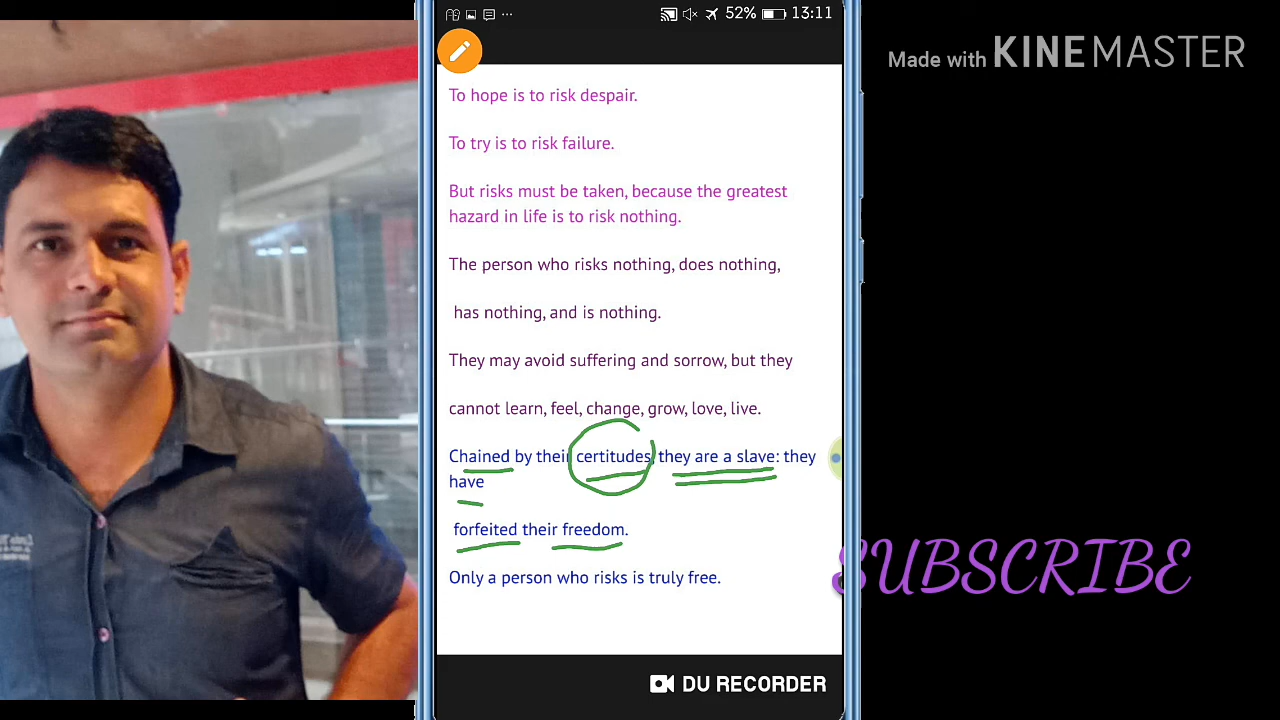 52% 13:11
Made with KINEMASTER
To hope is to risk despair.
To try is to risk failure.
But risks must be taken, because the greatest
hazard in life is to risk nothing.
The person who risks nothing, does nothing,
has nothing, and is nothing.
They may avoid suffering and sorrow, but they
cannot learn, feel, change, grow, love, live.
Chained by their certitudes, they are a slave: they
have
forfeited their freedom.
Only a person who risks is truly free.
SUBSCRIBE
DU RECORDER